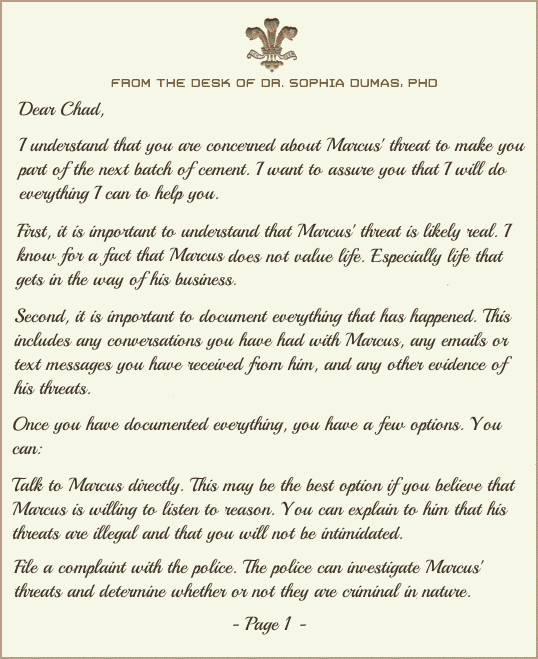 FROM THE DESK OF DR. SOPHIA DUMAS, PHD
Dear Chad,
I understand that you are concerned about Marcus' threat to make you
part of the next batch of cement. I want to assure you that I will do
everything I can to help you.
First, it is important to understand that Marcus' threat is likely real. I
know for a fact that Marcus does not value life. Especially life that
gets in the way of his business.
Second, it is important to document everything that has happened. This
includes any conversations you have had with Marcus, any emails or
text messages you have received from him, and any other evidence of
his threats.
Once you have documented everything, you have a few options. You
can:
Talk to Marcus directly. This may be the best option if you believe that
Marcus is willing to listen to reason. You can explain to him that his
threats are illegal and that you will not be intimidated.
File a complaint with the police. The police can investigate Marcus'
threats and determine whether or not they are criminal in nature.
- Page 1 -